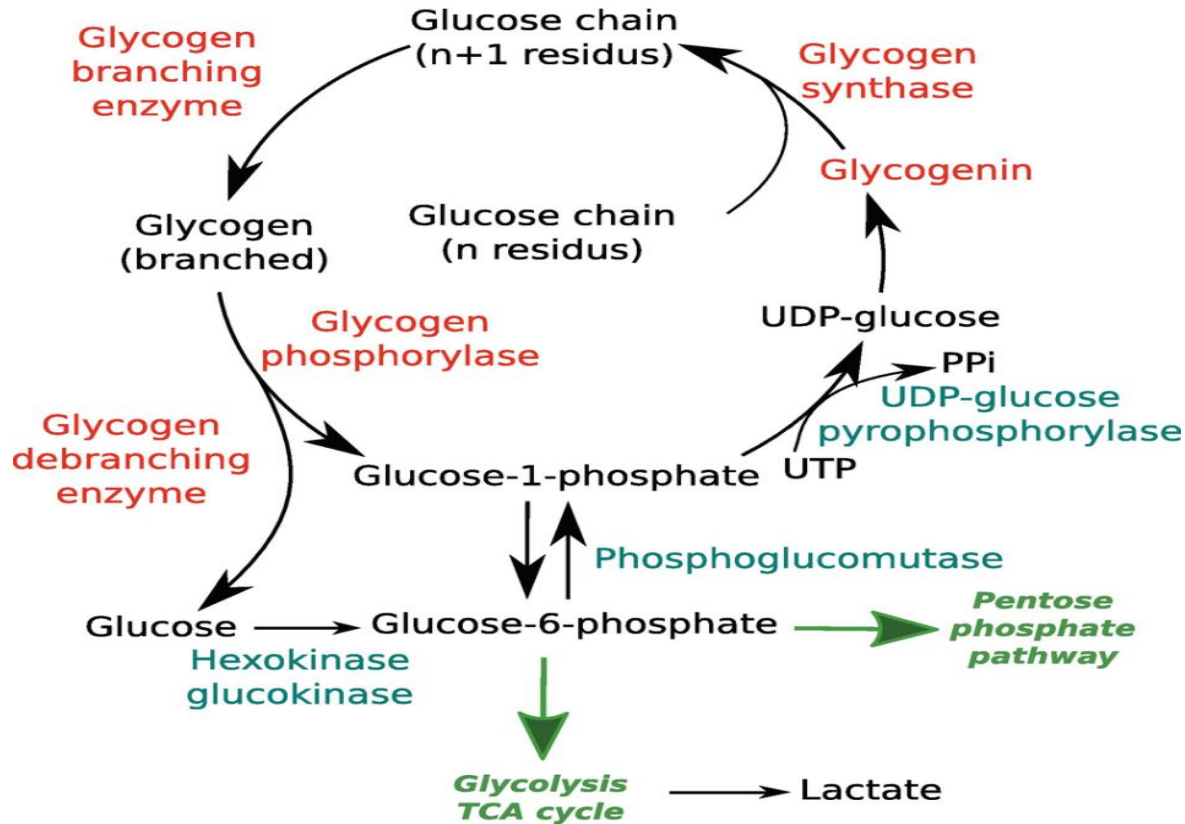 Glucose chain
(n+1 residus)
Glycogen
branching
enzyme
Glycogen
synthase
Glycogenin
Glucose chain
(n residus)
Glycogen
(branched)
Glycogen
phosphorylase
UDP-glucose
PPi
UDP-glucose
pyrophosphorylase
UTP
Glycogen
debranching
enzyme
Glucose-1-phosphate
Phosphoglucomutase
Glucose
Hexokinase
glucokinase
Glucose-6-phosphate
Pentose
phosphate
pathway
Glycolysis
TCA cycle
Lactate